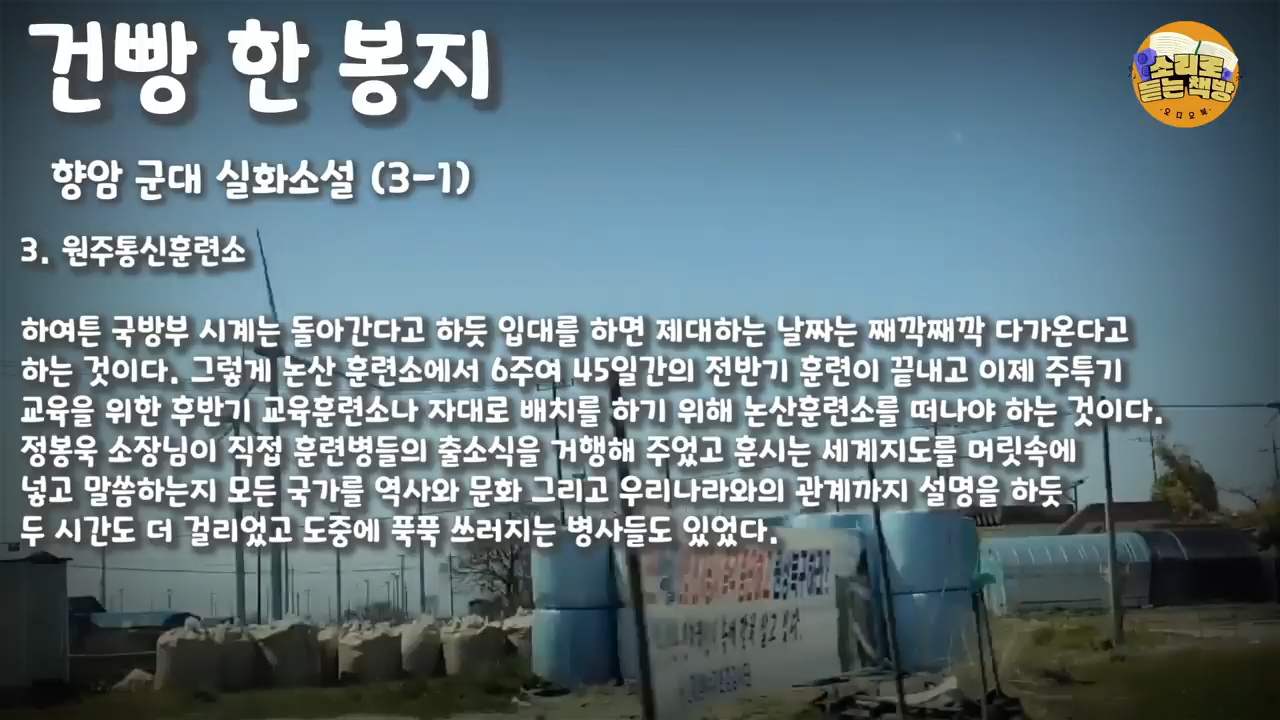 건빵 한 봉지
소리로
듣는 책방
오디오북
향암 군대 실화소설 (3-1)
3. 원주통신훈련소
하여튼 국방부 시계는 돌아간다고 하듯 입대를 하면 제대하는 날짜는 째깍째깍 다가온다고
하는 것이다. 그렇게 논산 훈련소에서 6주여 45일간의 전반기 훈련이 끝내고 이제 주특기
교육을 위한 후반기 교육훈련소나 자대로 배치를 하기 위해 논산훈련소를 떠나야 하는 것이다.
정봉욱 소장님이 직접 훈련병들의 출소식을 거행해 주었고 훈시는 세계지도를 머릿속에
넣고 말씀하는지 모든 국가를 역사와 문화 그리고 우리나라와의 관계까지 설명을 하듯
두 시간도 더 걸리었고 도중에 푹푹 쓰러지는 병사들도 있었다.